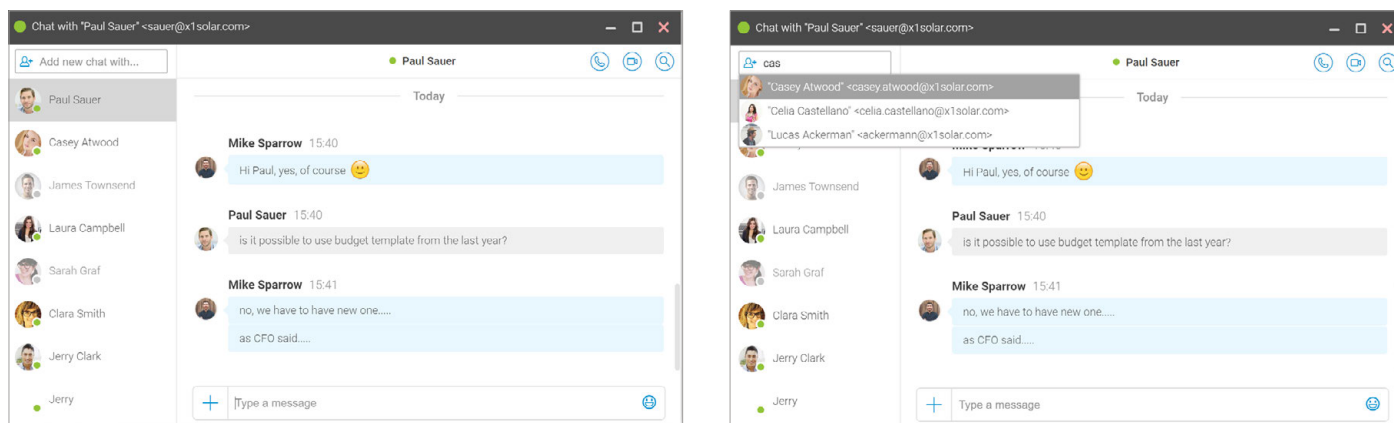 Chat with "Paul Sauer" <sauer@x1solar.com>
Add new chat with...
Paul Sauer
Casey Atwood
James Townsend
Laura Campbell
Sarah Graf
Clara Smith
Jerry Clark
Jerry
Paul Sauer
Today
Mike Sparrow 15:40
Hi Paul, yes, of course
Paul Sauer 15:40
is it possible to use budget template from the last year?
Mike Sparrow 15:41
no, we have to have new one.....
as CFO said.....
Type a message
Chat with "Paul Sauer" <sauer@x1solar.com>
cas
"Casey Atwood" <casey.atwood@x1solar.com>
"Celia Castellano" <celia.castellano@x1solar.com>
"Lucas Ackerman" <ackermann@x1solar.com>
James Townsend
Laura Campbell
Sarah Graf
Clara Smith
Jerry Clark
Jerry
Paul Sauer
Today
Hi Paul, yes, of course
Paul Sauer 15:40
is it possible to use budget template from the last year?
Mike Sparrow 15:41
no, we have to have new one.....
as CFO said.....
Type a message